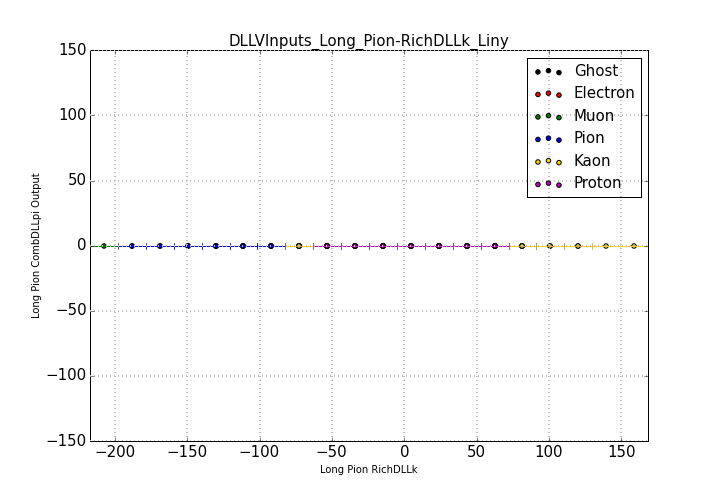 DLLVInputs_Long_Pion-RichDLLk_Liny
150
100
50
0
−50
−100
−150
Long Pion CombDLLpi Output
Ghost
Electron
Muon
Pion
Kaon
Proton
−200 −150 −100 −50 0 50 100 150
Long Pion RichDLLk